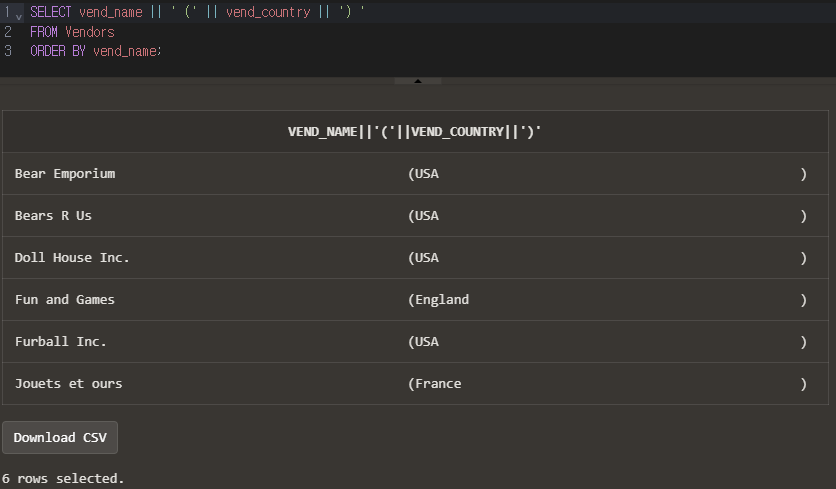 1 SELECT vend_name || ' (' || vend_country || ') '
2 FROM Vendors
3 ORDER BY vend_name;
VEND_NAME||'('||VEND_COUNTRY||')'
Bear Emporium (USA )
Bears R Us (USA )
Doll House Inc. (USA )
Fun and Games (England )
Furball Inc. (USA )
Jouets et ours (France )
Download CSV
6 rows selected.